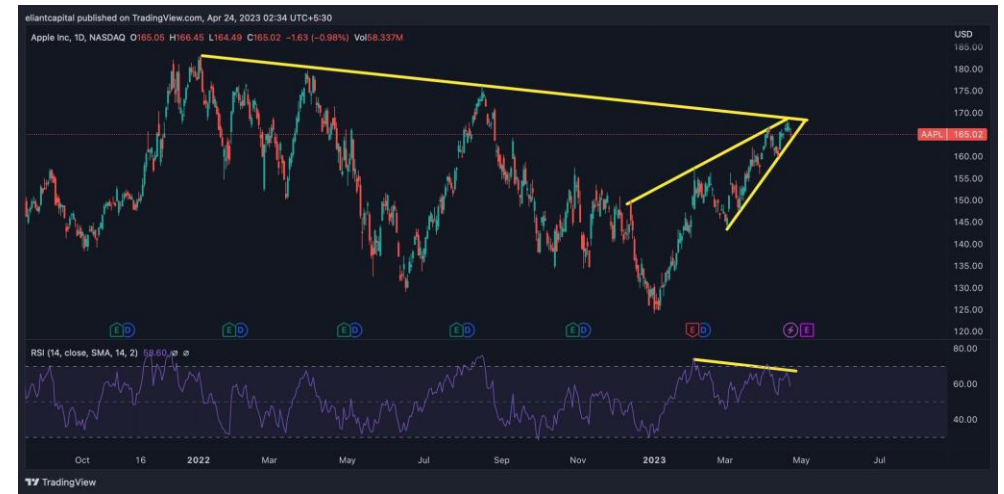 eliantcapital published on TradingView.com, Apr 24, 2023 02:34 UTC+5:30
Apple Inc, 1D, NASDAQ O165.05 H166.45 L164.49 C165.02 −1.63 (−0.98%) Vol58.337M
USD
185.00
180.00
175.00
170.00
AAPL 165.02
160.00
155.00
150.00
145.00
140.00
135.00
130.00
125.00
120.00
E D E D E D E D E D E D E
RSI (14, close, SMA, 14, 2) 58.60 ø ø
80.00
60.00
40.00
Oct 16 2022 Mar May Jul Sep Nov 2023 Mar May Jul
TradingView